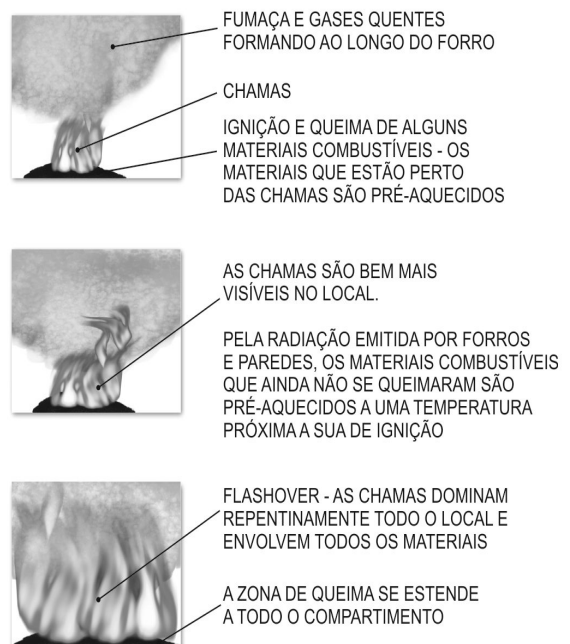 FUMAÇA E GASES QUENTES
FORMANDO AO LONGO DO FORRO
CHAMAS
IGNIÇÃO E QUEIMA DE ALGUNS
MATERIAIS COMBUSTÍVEIS - OS
MATERIAIS QUE ESTÃO PERTO
DAS CHAMAS SÃO PRÉ-AQUECIDOS
AS CHAMAS SÃO BEM MAIS
VISÍVEIS NO LOCAL.
PELA RADIAÇÃO EMITIDA POR FORROS
E PAREDES, OS MATERIAIS COMBUSTÍVEIS
QUE AINDA NÃO SE QUEIMARAM SÃO
PRÉ-AQUECIDOS A UMA TEMPERATURA
PRÓXIMA A SUA DE IGNIÇÃO
FLASHOVER - AS CHAMAS DOMINAM
REPENTINAMENTE TODO O LOCAL E
ENVOLVEM TODOS OS MATERIAIS
A ZONA DE QUEIMA SE ESTENDE
A TODO O COMPARTIMENTO